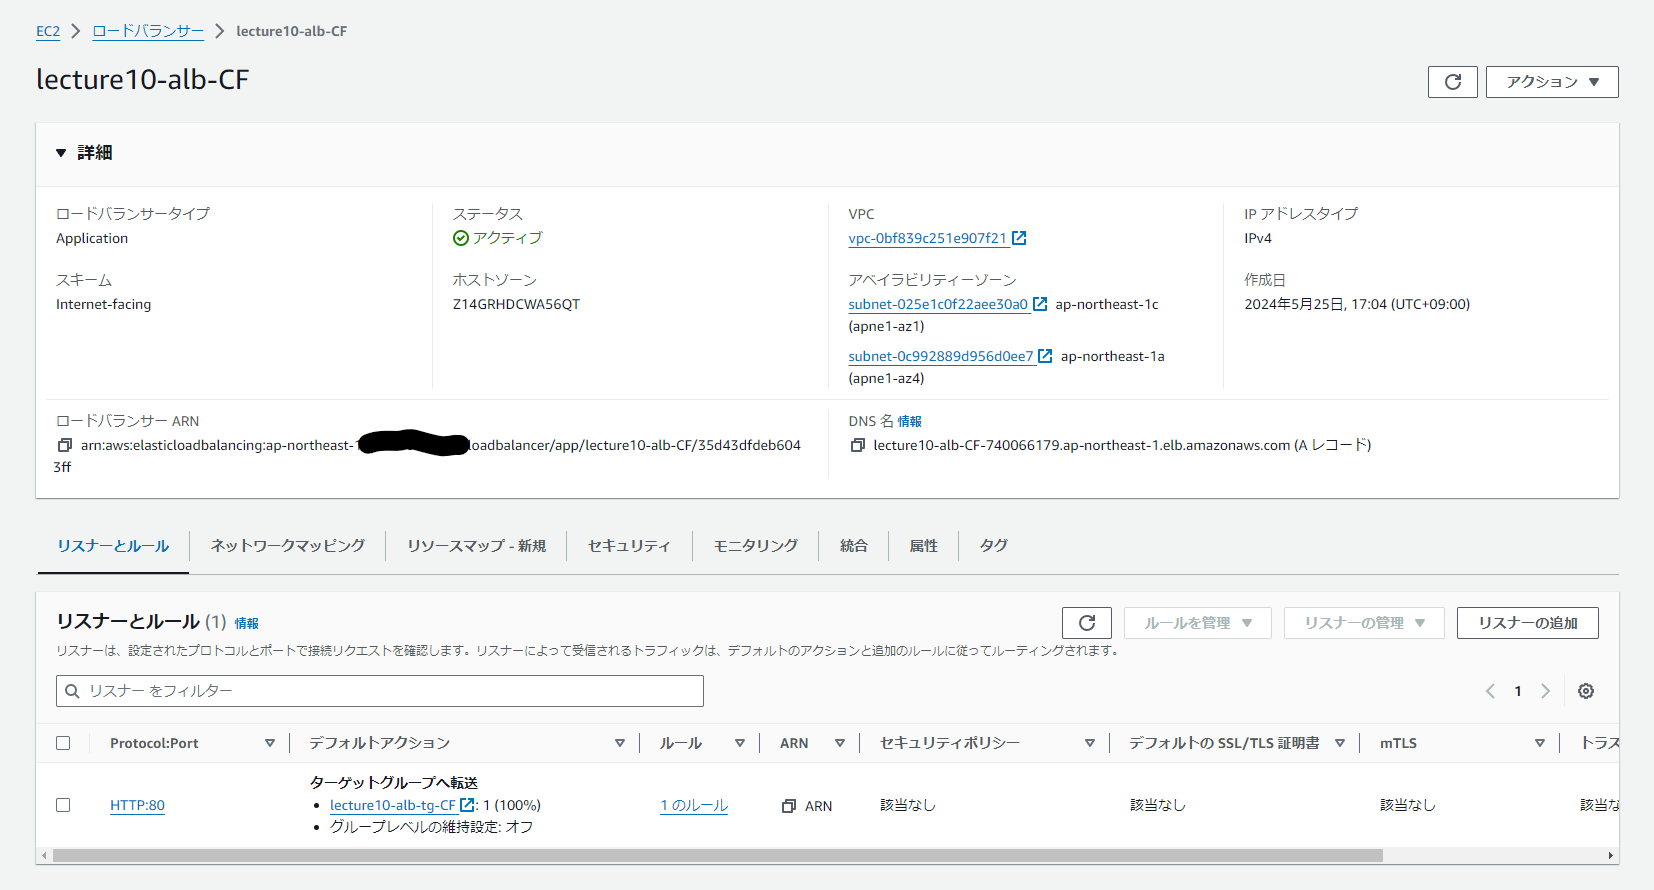 EC2 ロードバランサー lecture10-alb-CF
lecture10-alb-CF
アクション
詳細
ロードバランサータイプ
Application
ステータス
アクティブ
VPC
vpc-0bf839c251e907f21
IP アドレスタイプ
IPv4
スキーム
Internet-facing
ホストゾーン
Z14GRHDCWA56QT
アベイラビリティーゾーン
subnet-025e1c0f22aee30a0 ap-northeast-1c
(apne1-az1)
subnet-0c992889d956d0ee7 ap-northeast-1a
(apne1-az4)
作成日
2024年5月25日, 17:04 (UTC+09:00)
ロードバランサー ARN
arn:aws:elasticloadbalancing:ap-northeast- loadbalancer/app/lecture10-alb-CF/35d43dfdeb604
3ff
DNS 名 情報
lecture10-alb-CF-740066179.ap-northeast-1.elb.amazonaws.com (A レコード)
リスナーとルール ネットワークマッピング リソースマップ - 新規 セキュリティ モニタリング 統合 属性 タグ
リスナーとルール (1) 情報
ルールを管理 リスナーの管理 リスナーの追加
リスナーは、設定されたプロトコルとポートで接続リクエストを確認します。リスナーによって受信されるトラフィックは、デフォルトのアクションと追加のルールに従ってルーティングされます。
リスナー をフィルター
1
Protocol:Port デフォルトアクション ルール ARN セキュリティポリシー デフォルトの SSL/TLS 証明書 mTLS トラス
HTTP:80
ターゲットグループへ転送
• lecture10-alb-tg-CF : 1 (100%)
• グループレベルの維持設定: オフ
1 のルール
ARN
該当なし 該当なし 該当なし 該当な